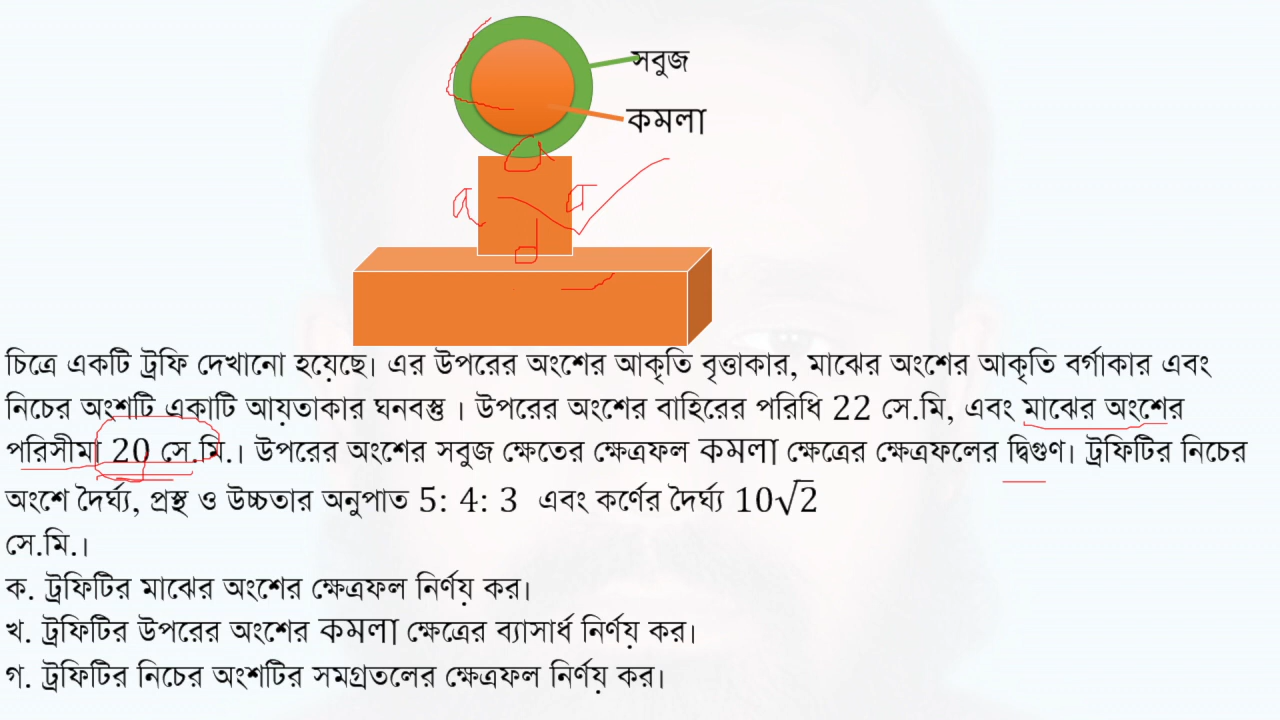 সবুজ
কমলা
a
a
a
a
চিত্রে একটি ট্রফি দেখানো হয়েছে। এর উপরের অংশের আকৃতি বৃত্তাকার, মাঝের অংশের আকৃতি বর্গাকার এবং
নিচের অংশটি একাটি আয়তাকার ঘনবস্তু । উপরের অংশের বাহিরের পরিধি 22 সে.মি, এবং মাঝের অংশের
পরিসীমা 20 সে.মি.। উপরের অংশের সবুজ ক্ষেতের ক্ষেত্রফল কমলা ক্ষেত্রের ক্ষেত্রফলের দ্বিগুণ। ট্রফিটির নিচের
অংশে দৈর্ঘ্য, প্রস্থ ও উচ্চতার অনুপাত 5: 4: 3 এবং কর্ণের দৈর্ঘ্য 10√2
সে.মি.।
ক. ট্রফিটির মাঝের অংশের ক্ষেত্রফল নির্ণয় কর।
খ. ট্রফিটির উপরের অংশের কমলা ক্ষেত্রের ব্যাসার্ধ নির্ণয় কর।
গ. ট্রফিটির নিচের অংশটির সমগ্রতলের ক্ষেত্রফল নির্ণয় কর।